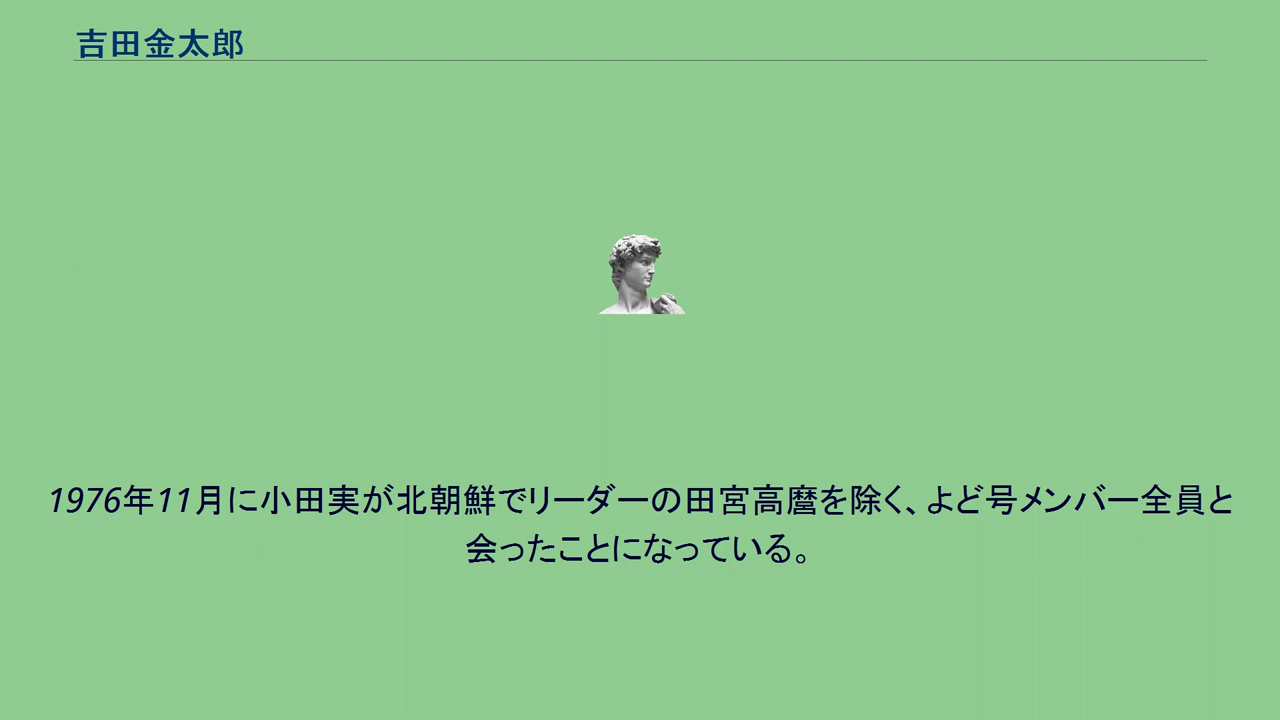 吉田金太郎
1976年11月に小田実が北朝鮮でリーダーの田宮高麿を除く、よど号メンバー全員と
会ったことになっている。